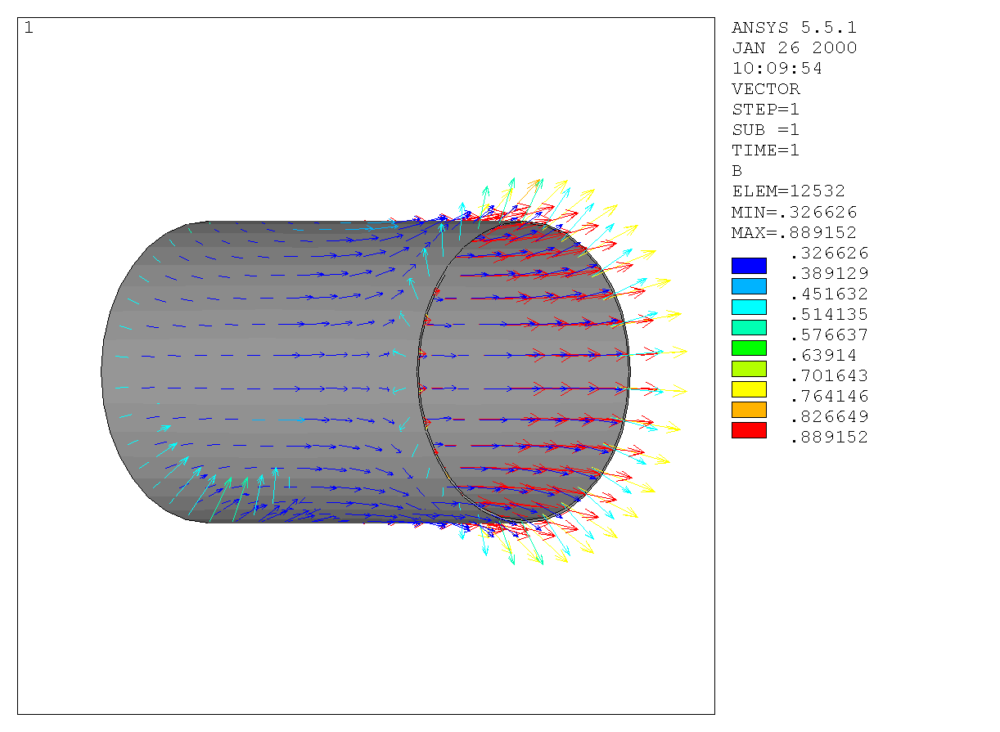 1
ANSYS 5.5.1
JAN 26 2000
10:09:54
VECTOR
STEP=1
SUB =1
TIME=1
B
ELEM=12532
MIN=.326626
MAX=.889152
.326626
.389129
.451632
.514135
.576637
.63914
.701643
.764146
.826649
.889152